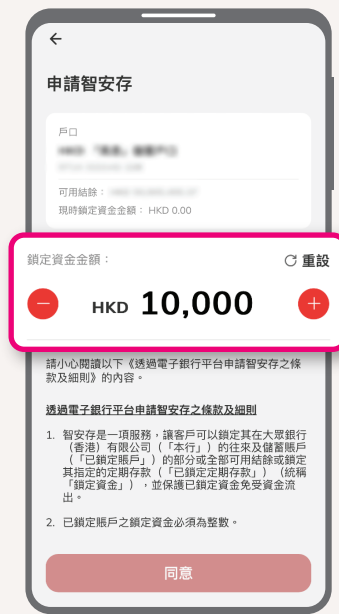 申請智安存
戶口
可用結餘：
現時鎖定資金金額： HKD 0.00
鎖定資金金額：
重設
HKD 10,000
請小心閱讀以下《透過電子銀行平台申請智安存之條
款及細則》的內容。
透過電子銀行平台申請智安存之條款及細則
1. 智安存是一項服務，讓客戶可以鎖定其在大眾銀行
（香港）有限公司（「本行」）的往來及儲蓄賬戶
（「已鎖定賬戶」）的部分或全部可用結餘或鎖定
其指定的定期存款（「已鎖定定期存款」）（統稱
「鎖定資金」），並保護已鎖定資金免受資金流
出。
2. 已鎖定賬戶之鎖定資金必須為整數。
同意